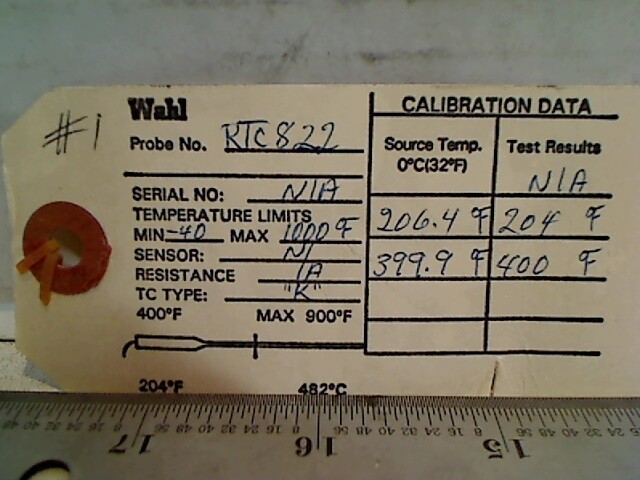 #1
Wahl
Probe No. RTC822
SERIAL NO: N/A
TEMPERATURE LIMITS
MIN -40 MAX 1000°F
SENSOR: N/
RESISTANCE /A
TC TYPE: "K"
400°F MAX 900°F
204°F 482°C
CALIBRATION DATA
Source Temp. Test Results
0°C(32°F) N/A
206.4 °F 204 °F
399.9 °F 400 °F
17 16 15